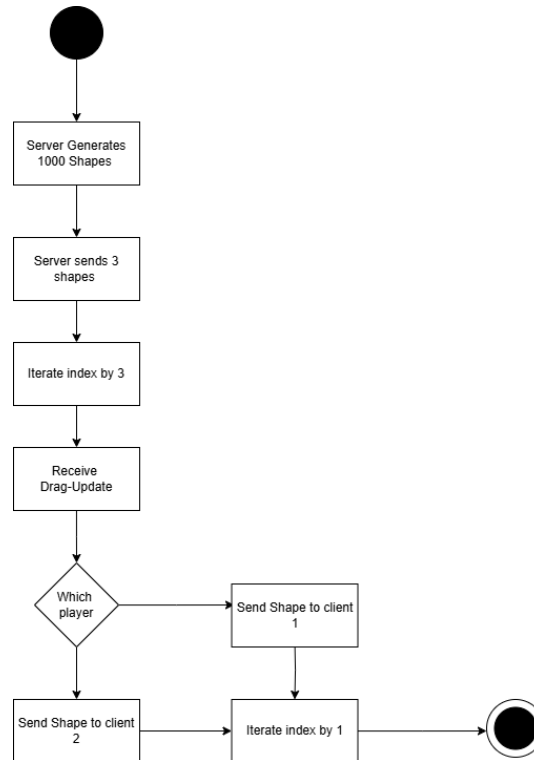 Server Generates
1000 Shapes
Server sends 3
shapes
Iterate index by 3
Receive
Drag-Update
Which
player
Send Shape to client
1
Send Shape to client
2
Iterate index by 1